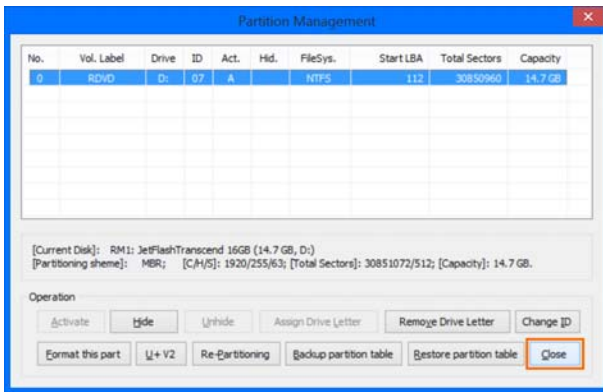 Partition Management
No. Vol. Label Drive ID Act. Hid. FileSys. Start LBA Total Sectors Capacity
0 RDVD D: 07 A NTFS 112 30850960 14.7 GB
[Current Disk]: RM1: JetFlashTranscend 16GB (14.7 GB, D:)
[Partitioning sheme]: MBR; [C/H/S]: 1920/255/63; [Total Sectors]: 30851072/512; [Capacity]: 14.7 GB.
Operation
Activate Hide Unhide Assign Drive Letter Remove Drive Letter Change ID
Format this part U+ V2 Re-Partitioning Backup partition table Restore partition table Close